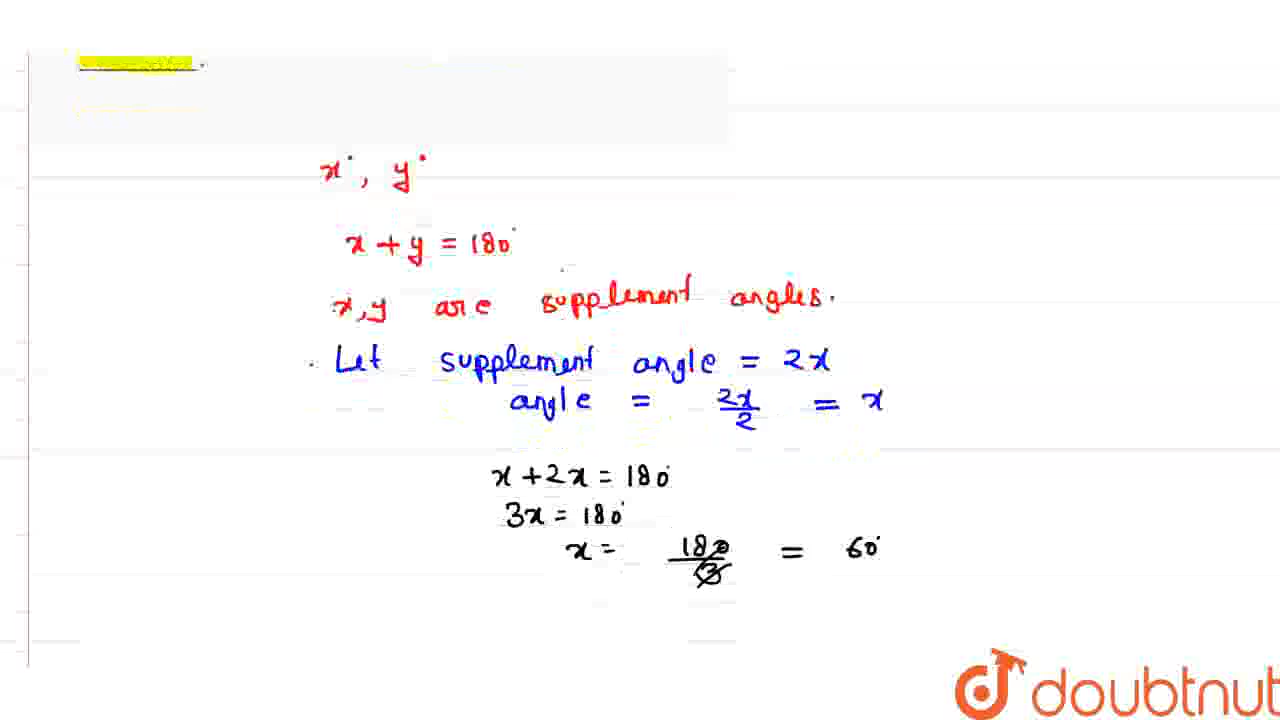 x°, y°
x + y = 180°
x, y are supplement angles.
. Let supplement angle = 2x
angle = 2x/2 = x
x + 2x = 180°
3x = 180°
x = 180/3 = 60°
doubtnut